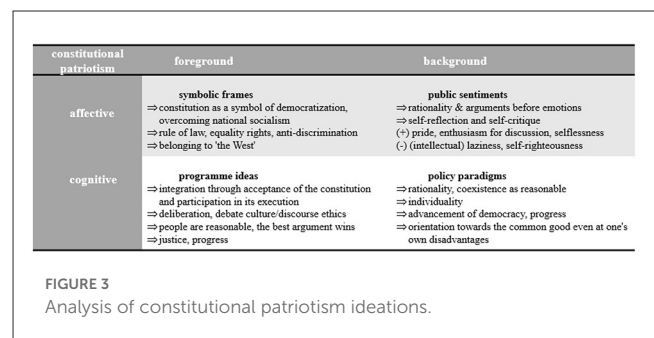 constitutional patriotism foreground background
affective
symbolic frames
⇒constitution as a symbol of democratization,
overcoming national socialism
⇒rule of law, equality rights, anti-discrimination
⇒belonging to 'the West'
public sentiments
⇒rationality & arguments before emotions
⇒self-reflection and self-critique
(+) pride, enthusiasm for discussion, selflessness
(-) (intellectual) laziness, self-righteousness
cognitive
programme ideas
⇒integration through acceptance of the constitution
and participation in its execution
⇒deliberation, debate culture/discourse ethics
⇒people are reasonable, the best argument wins
⇒justice, progress
policy paradigms
⇒rationality, coexistence as reasonable
⇒individuality
⇒advancement of democracy, progress
⇒orientation towards the common good even at one's
own disadvantages
FIGURE 3
Analysis of constitutional patriotism ideations.